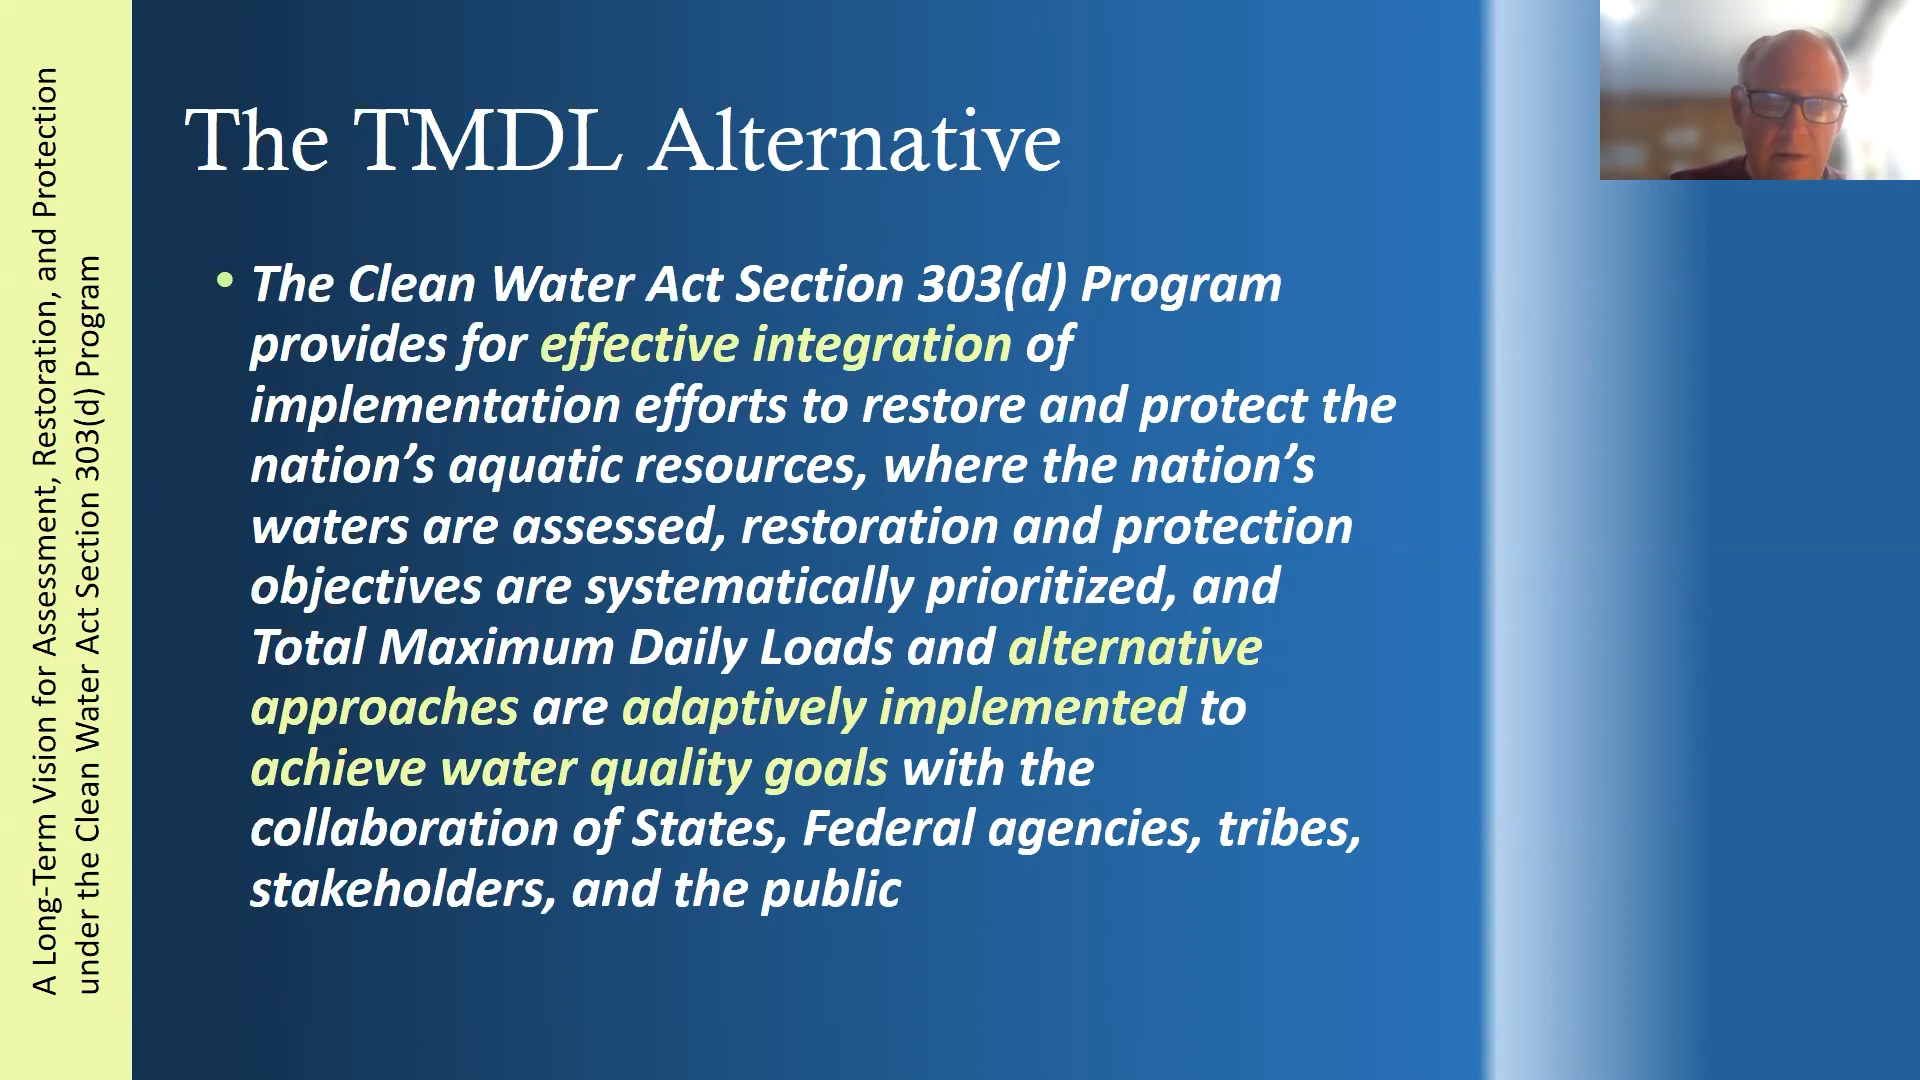 A Long-Term Vision for Assessment, Restoration, and Protection
under the Clean Water Act Section 303(d) Program
The TMDL Alternative
• The Clean Water Act Section 303(d) Program
provides for effective integration of
implementation efforts to restore and protect the
nation’s aquatic resources, where the nation’s
waters are assessed, restoration and protection
objectives are systematically prioritized, and
Total Maximum Daily Loads and alternative
approaches are adaptively implemented to
achieve water quality goals with the
collaboration of States, Federal agencies, tribes,
stakeholders, and the public